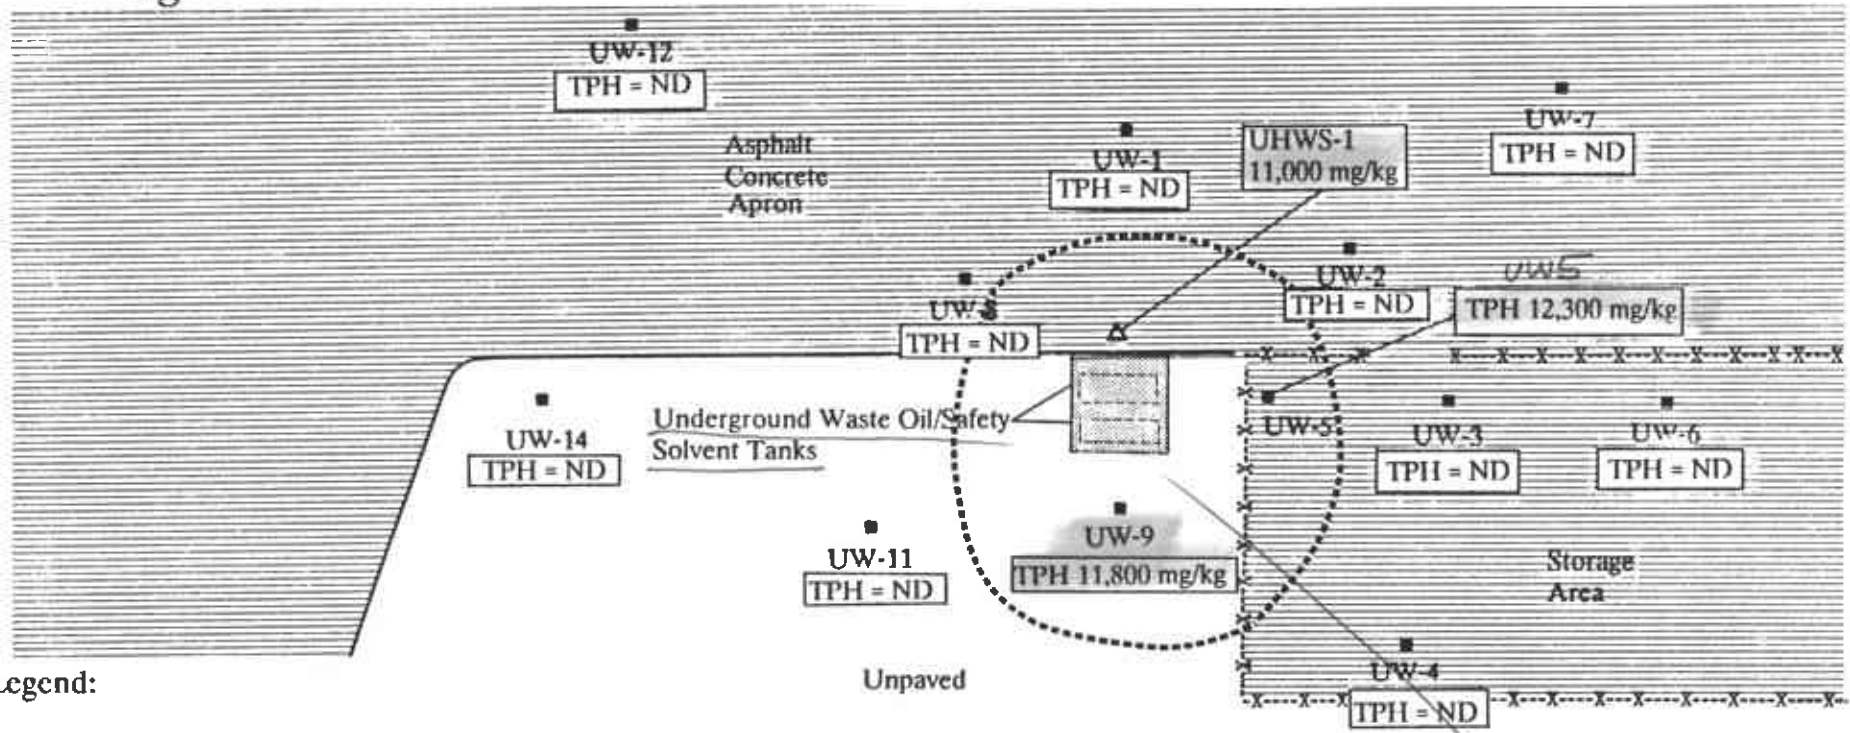 UW-12
TPH = ND
UW-7
TPH = ND
Asphalt
Concrete
Apron
UW-1
TPH = ND
UHWS-1
11,000 mg/kg
UW-2
TPH = ND
UW5
TPH 12,300 mg/kg
UW-8
TPH = ND
UW-14
TPH = ND
Underground Waste Oil/Safety
Solvent Tanks
UW-5
UW-3
TPH = ND
UW-6
TPH = ND
UW-9
TPH 11,800 mg/kg
UW-11
TPH = ND
Storage
Area
UW-4
TPH = ND
Unpaved
Legend: